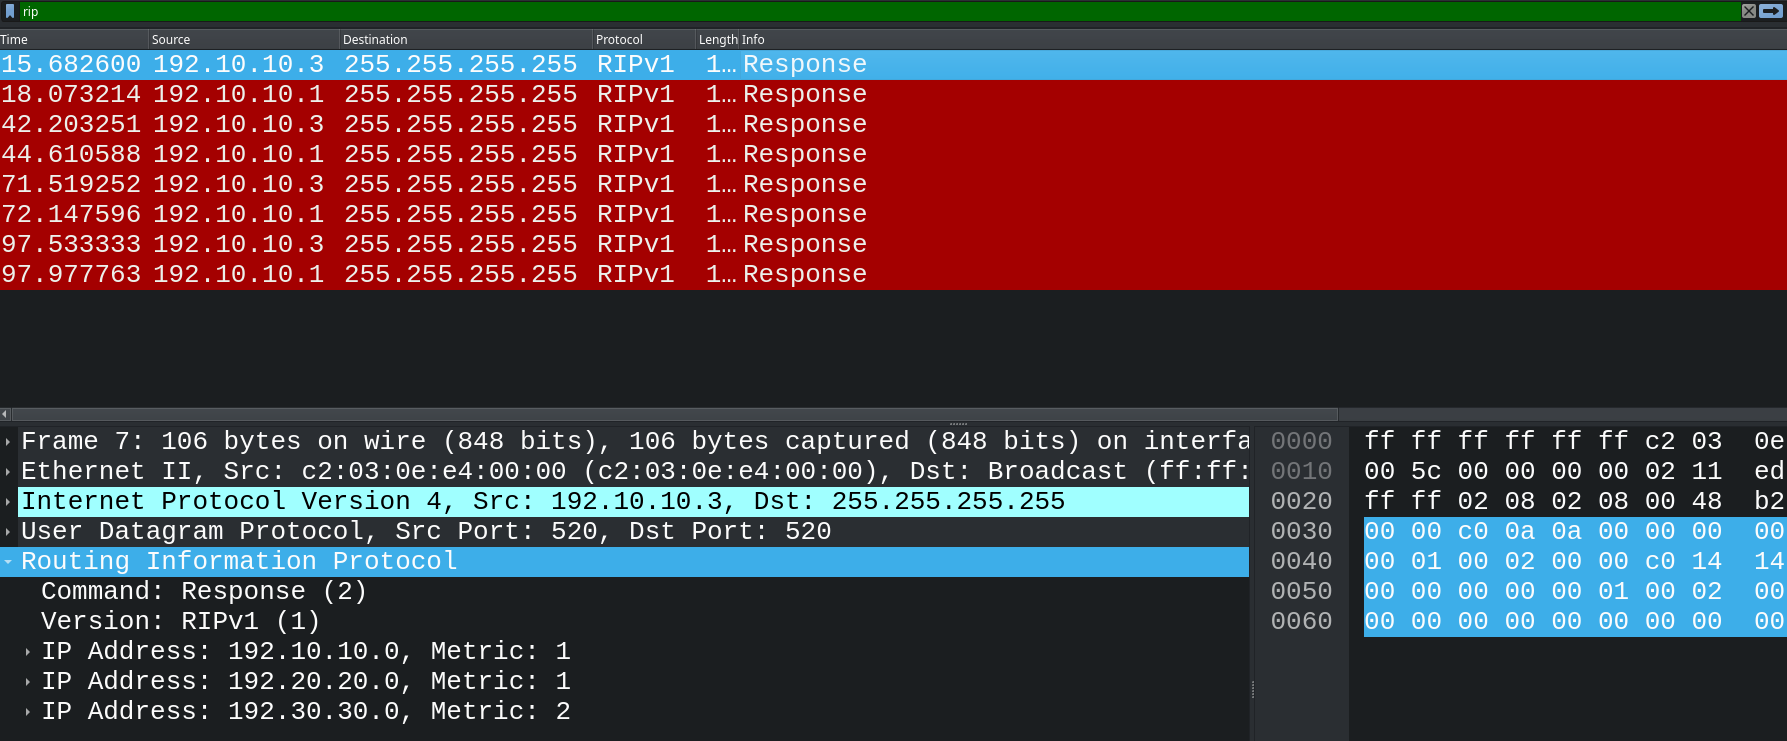 rip
Time Source Destination Protocol Length Info
15.682600 192.10.10.3 255.255.255.255 RIPv1 1… Response
18.073214 192.10.10.1 255.255.255.255 RIPv1 1… Response
42.203251 192.10.10.3 255.255.255.255 RIPv1 1… Response
44.610588 192.10.10.1 255.255.255.255 RIPv1 1… Response
71.519252 192.10.10.3 255.255.255.255 RIPv1 1… Response
72.147596 192.10.10.1 255.255.255.255 RIPv1 1… Response
97.533333 192.10.10.3 255.255.255.255 RIPv1 1… Response
97.977763 192.10.10.1 255.255.255.255 RIPv1 1… Response
Frame 7: 106 bytes on wire (848 bits), 106 bytes captured (848 bits) on interfa
Ethernet II, Src: c2:03:0e:e4:00:00 (c2:03:0e:e4:00:00), Dst: Broadcast (ff:ff:
Internet Protocol Version 4, Src: 192.10.10.3, Dst: 255.255.255.255
User Datagram Protocol, Src Port: 520, Dst Port: 520
Routing Information Protocol
Command: Response (2)
Version: RIPv1 (1)
IP Address: 192.10.10.0, Metric: 1
IP Address: 192.20.20.0, Metric: 1
IP Address: 192.30.30.0, Metric: 2
0000 ff ff ff ff ff ff c2 03 0e
0010 00 5c 00 00 00 00 02 11 ed
0020 ff ff 02 08 02 08 00 48 b2
0030 00 00 c0 0a 0a 00 00 00 00
0040 00 01 00 02 00 00 c0 14 14
0050 00 00 00 00 00 01 00 02 00
0060 00 00 00 00 00 00 00 00 00